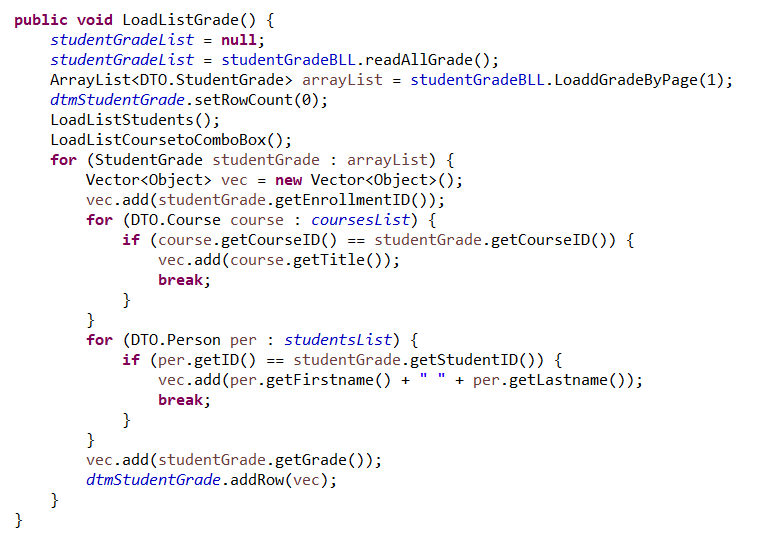 public void LoadListGrade() {
    studentGradeList = null;
    studentGradeList = studentGradeBLL.readAllGrade();
    ArrayList<DTO.StudentGrade> arrayList = studentGradeBLL.LoaddGradeByPage(1);
    dtmStudentGrade.setRowCount(0);
    LoadListStudents();
    LoadListCoursetoComboBox();
    for (StudentGrade studentGrade : arrayList) {
        Vector<Object> vec = new Vector<Object>();
        vec.add(studentGrade.getEnrollmentID());
        for (DTO.Course course : coursesList) {
            if (course.getCourseID() == studentGrade.getCourseID()) {
                vec.add(course.getTitle());
                break;
            }
        }
        for (DTO.Person per : studentsList) {
            if (per.getID() == studentGrade.getStudentID()) {
                vec.add(per.getFirstname() + " " + per.getLastname());
                break;
            }
        }
        vec.add(studentGrade.getGrade());
        dtmStudentGrade.addRow(vec);
    }
}